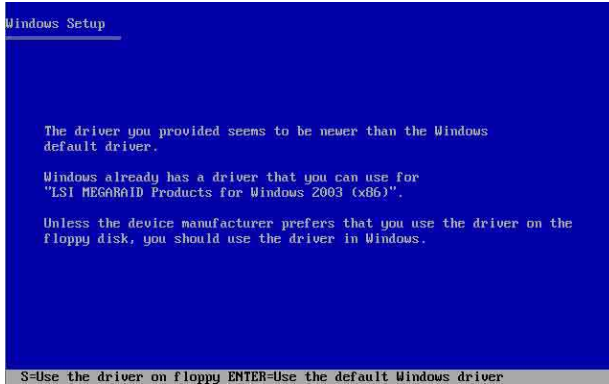 Windows Setup
The driver you provided seems to be newer than the Windows
default driver.
Windows already has a driver that you can use for
"LSI MEGARAID Products for Windows 2003 (x86)".
Unless the device manufacturer prefers that you use the driver on the
floppy disk, you should use the driver in Windows.
S=Use the driver on floppy ENTER=Use the default Windows driver